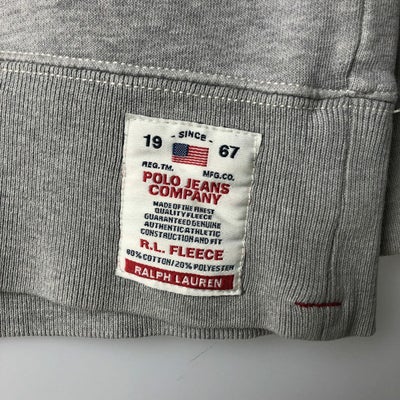 - SINCE -
19 67
REG.TM. MFG.CO.
POLO JEANS
COMPANY
MADE OF THE FINEST
QUALITY FLEECE
GUARANTEED GENUINE
AUTHENTIC ATHLETIC
CONSTRUCTION AND FIT
R.L. FLEECE
80% COTTON/20% POLYESTER
RALPH LAUREN